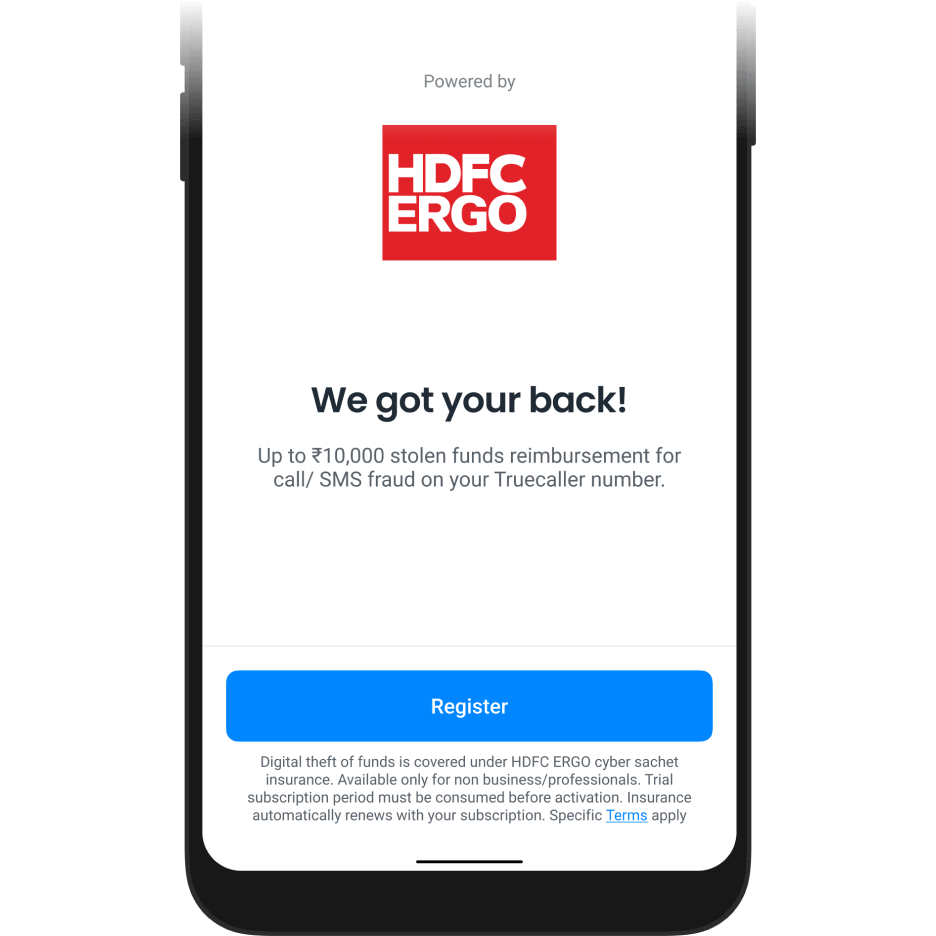 Powered by
HDFC
ERGO
We got your back!
Up to ₹10,000 stolen funds reimbursement for
call/ SMS fraud on your Truecaller number.
Register
Digital theft of funds is covered under HDFC ERGO cyber sachet
insurance. Available only for non business/professionals. Trial
subscription period must be consumed before activation. Insurance
automatically renews with your subscription. Specific Terms apply